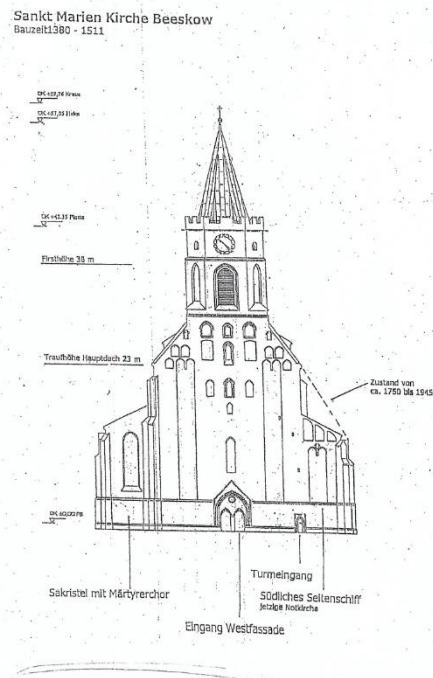 Sankt Marien Kirche Beeskow
Bauzeit1380 - 1511
Firsthöhe 38 m
Traufhöhe Hauptdach 23 m
Zustand von
ca. 1750 bis 1945
Turmeingang
Sakristei mit Märtyrerchor
Südliches Seitenschiff
jetzige Notkirche
Eingang Westfassade